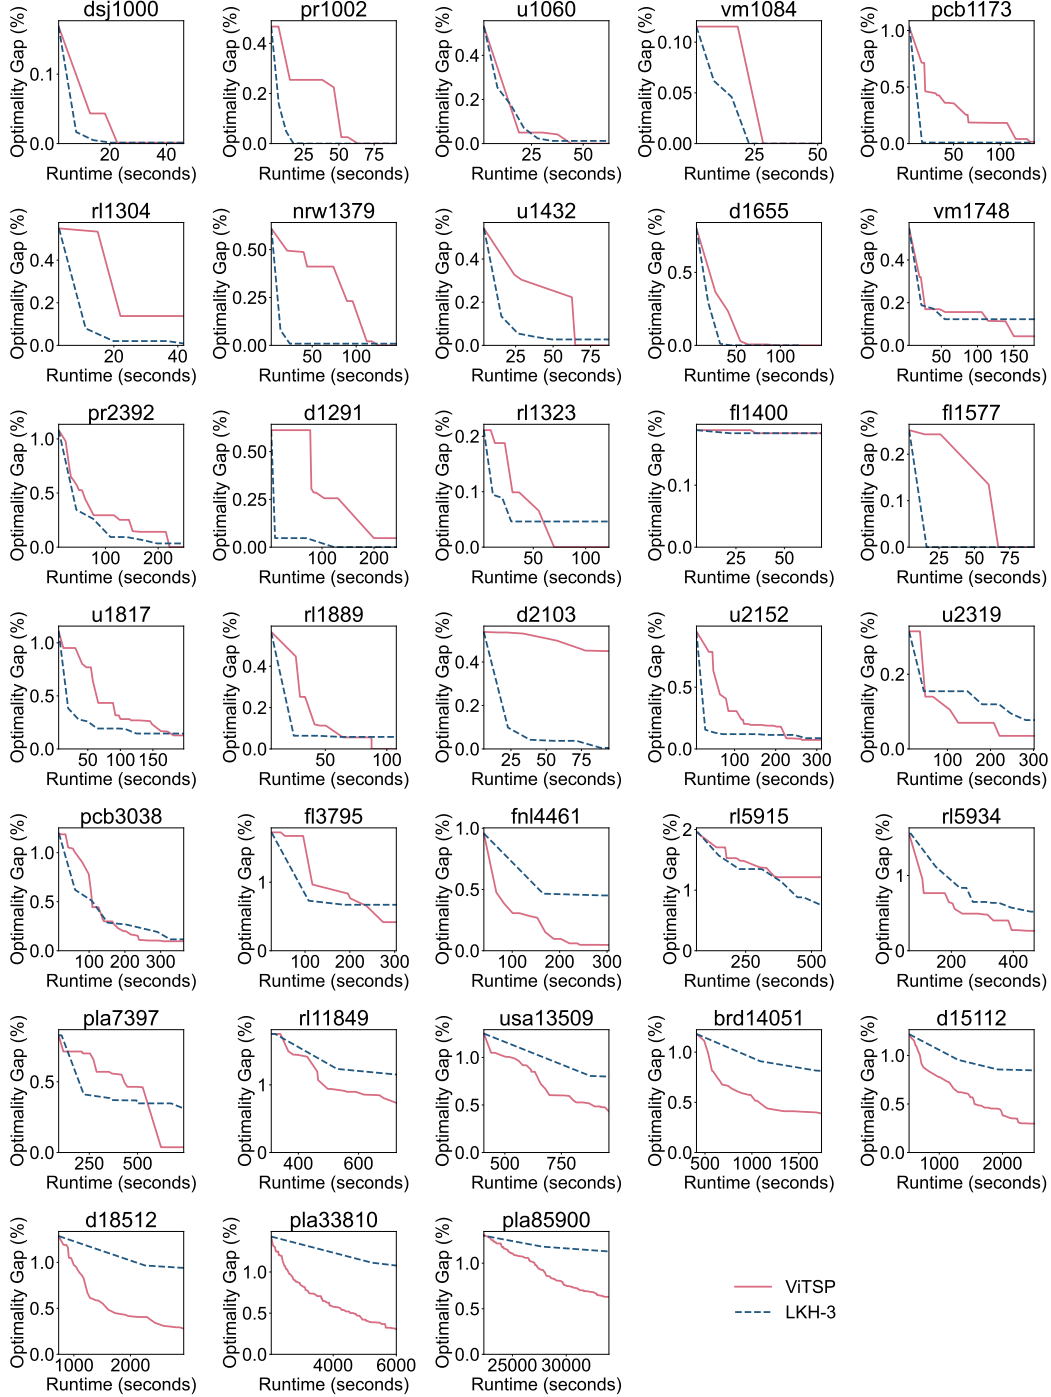 dsj1000 pr1002 u1060 vm1084 pcb1173
Optimality Gap (%) Optimality Gap (%) Optimality Gap (%) Optimality Gap (%) Optimality Gap (%)
0.1 0.4 0.4 0.10 1.0
0.2 0.2 0.05 0.5
0.0 0.0 0.0 0.00 0.0
20 40 25 50 75 25 50 25 50 50 100
Runtime (seconds) Runtime (seconds) Runtime (seconds) Runtime (seconds) Runtime (seconds)
rl1304 nrw1379 u1432 d1655 vm1748
Optimality Gap (%) Optimality Gap (%) Optimality Gap (%) Optimality Gap (%) Optimality Gap (%)
0.4 0.50 0.4 0.5 0.4
0.2 0.25 0.2 0.2
0.0 0.00 0.0 0.0 0.0
20 40 50 100 25 50 75 50 100 50 100 150
Runtime (seconds) Runtime (seconds) Runtime (seconds) Runtime (seconds) Runtime (seconds)
pr2392 d1291 rl1323 fl1400 fl1577
Optimality Gap (%) Optimality Gap (%) Optimality Gap (%) Optimality Gap (%) Optimality Gap (%)
1.0 0.50 0.2 0.1 0.2
0.5 0.25 0.1 0.1
0.0 0.00 0.0 0.0 0.0
100 200 100 200 50 100 25 50 25 50 75
Runtime (seconds) Runtime (seconds) Runtime (seconds) Runtime (seconds) Runtime (seconds)
u1817 rl1889 d2103 u2152 u2319
Optimality Gap (%) Optimality Gap (%) Optimality Gap (%) Optimality Gap (%) Optimality Gap (%)
1.0 0.4 0.4 0.5 0.2
0.5 0.2 0.2
0.0 0.0 0.0 0.0 0.0
50 100 150 50 100 25 50 75 100 200 300 100 200 300
Runtime (seconds) Runtime (seconds) Runtime (seconds) Runtime (seconds) Runtime (seconds)
pcb3038 fl3795 fnl4461 rl5915 rl5934
Optimality Gap (%) Optimality Gap (%) Optimality Gap (%) Optimality Gap (%) Optimality Gap (%)
1.0 1 1.0 2 1
0.5 0.5 1
0.0 0 0.0 0 0
100 200 300 100 200 300 100 200 300 250 500 200 400
Runtime (seconds) Runtime (seconds) Runtime (seconds) Runtime (seconds) Runtime (seconds)
pla7397 rl11849 usa13509 brd14051 d15112
Optimality Gap (%) Optimality Gap (%) Optimality Gap (%) Optimality Gap (%) Optimality Gap (%)
0.5 1 1.0 1.0 1.0
0.5 0.5 0.5
0.0 0 0.0 0.0 0.0
250 500 400 600 500 750 500 1000 1500 1000 2000
Runtime (seconds) Runtime (seconds) Runtime (seconds) Runtime (seconds) Runtime (seconds)
d18512 pla33810 pla85900
Optimality Gap (%) Optimality Gap (%) Optimality Gap (%)
1.0 1.0 1.0
0.5 0.5 0.5
0.0 0.0 0.0
1000 2000 4000 6000 25000 30000
Runtime (seconds) Runtime (seconds) Runtime (seconds)
ViTSP
LKH-3